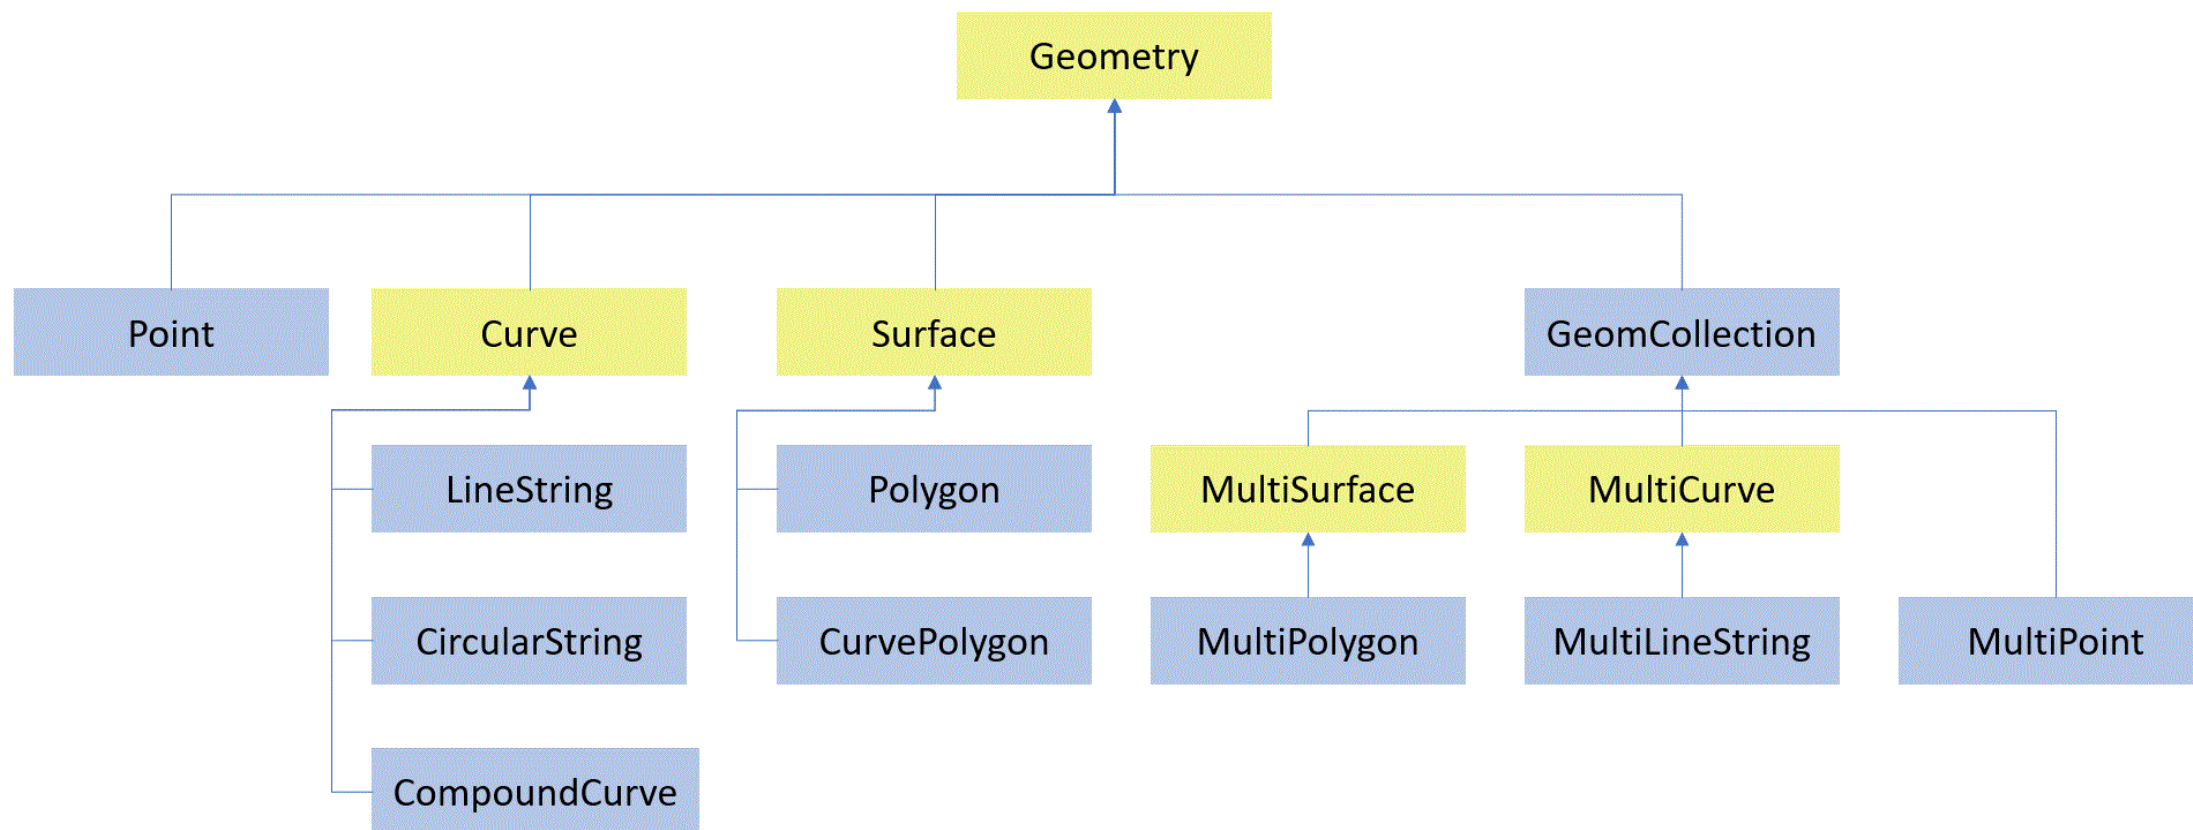 Geometry
Point
Curve
Surface
GeomCollection
LineString
Polygon
MultiSurface
MultiCurve
CircularString
CurvePolygon
MultiPolygon
MultiLineString
MultiPoint
CompoundCurve